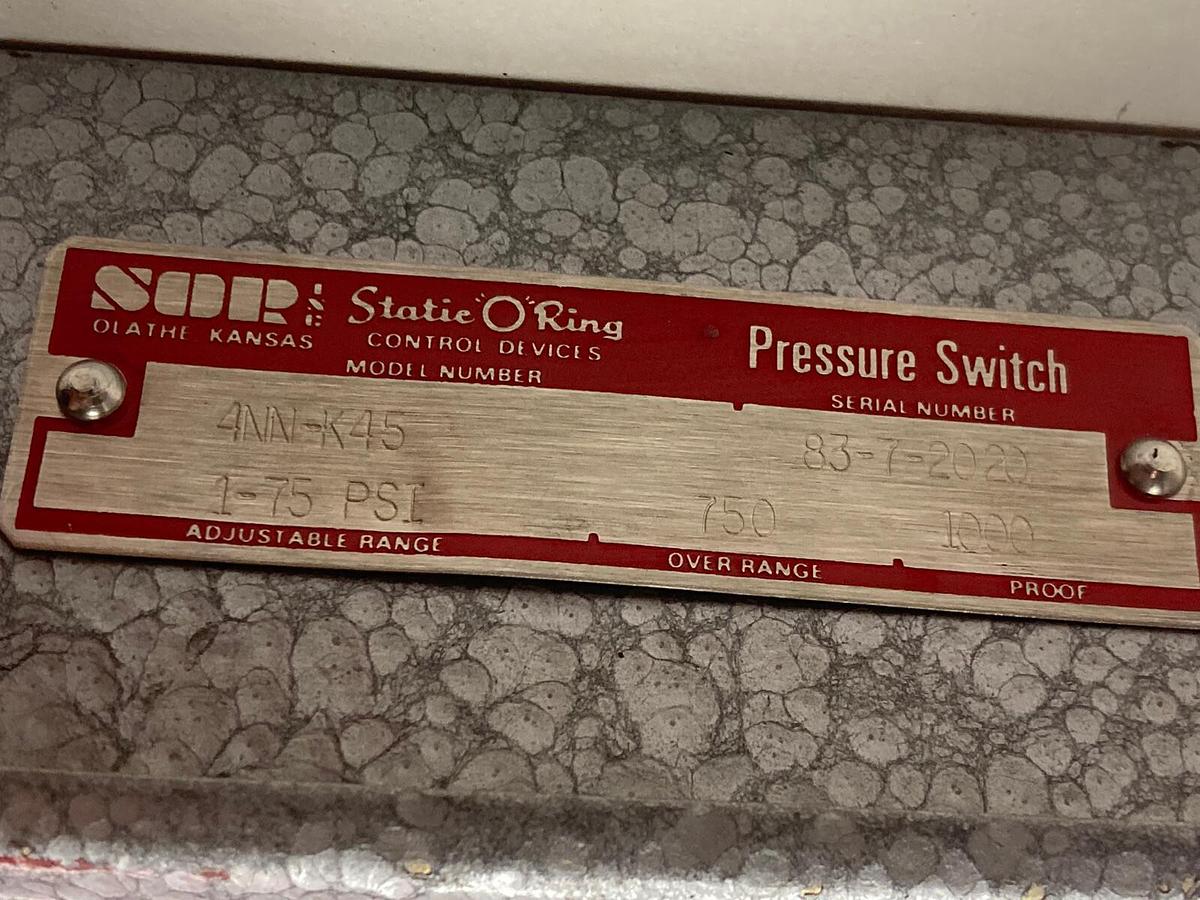 SOR INC Static "O" Ring Pressure Switch
OLATHE KANSAS CONTROL DEVICES
MODEL NUMBER SERIAL NUMBER
4NN-K45 83-7-2020
1-75 PSI 750 1000
ADJUSTABLE RANGE OVER RANGE PROOF